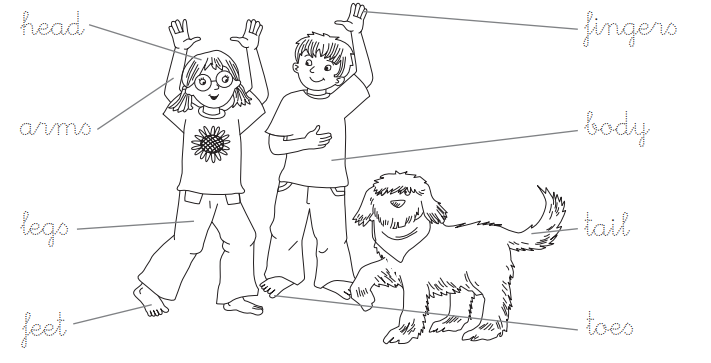 head
fingers
arms
body
legs
tail
feet
toes